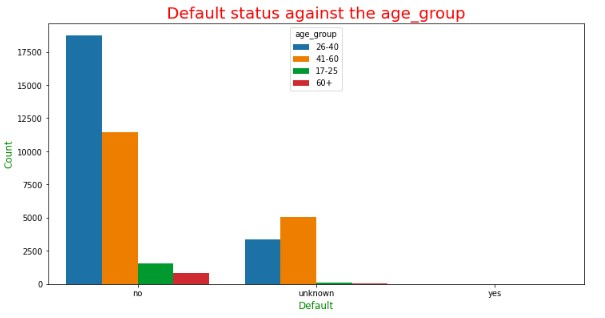 Default status against the age_group
age_group
26-40
41-60
17-25
60+
17500
15000
12500
10000
7500
5000
2500
0
Count
no unknown yes
Default